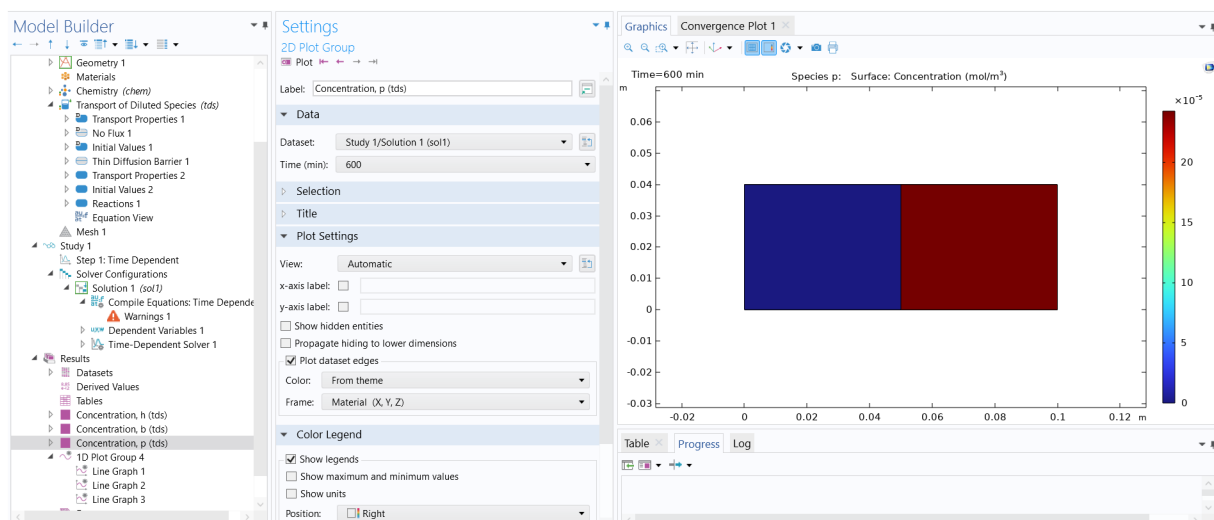 Model Builder
Geometry 1
Materials
Chemistry (chem)
Transport of Diluted Species (tds)
Transport Properties 1
No Flux 1
Initial Values 1
Thin Diffusion Barrier 1
Transport Properties 2
Initial Values 2
Reactions 1
Equation View
Mesh 1
Study 1
Step 1: Time Dependent
Solver Configurations
Solution 1 (sol1)
Compile Equations: Time Depende
Warnings 1
Dependent Variables 1
Time-Dependent Solver 1
Results
Datasets
Derived Values
Tables
Concentration, h (tds)
Concentration, b (tds)
Concentration, p (tds)
1D Plot Group 4
Line Graph 1
Line Graph 2
Line Graph 3
Settings
2D Plot Group
Plot
Label: Concentration, p (tds)
Data
Dataset: Study 1/Solution 1 (sol1)
Time (min): 600
Selection
Title
Plot Settings
View: Automatic
x-axis label:
y-axis label:
Show hidden entities
Propagate hiding to lower dimensions
Plot dataset edges
Color: From theme
Frame: Material (X, Y, Z)
Color Legend
Show legends
Show maximum and minimum values
Show units
Position: Right
Graphics Convergence Plot 1
Time=600 min Species p: Surface: Concentration (mol/m³)
m
×10⁻⁵
0.06
0.05
0.04
0.03
0.02
0.01
0
-0.01
-0.02
-0.03
-0.02 0 0.02 0.04 0.06 0.08 0.1 0.12 m
20
15
10
5
0
Table Progress Log